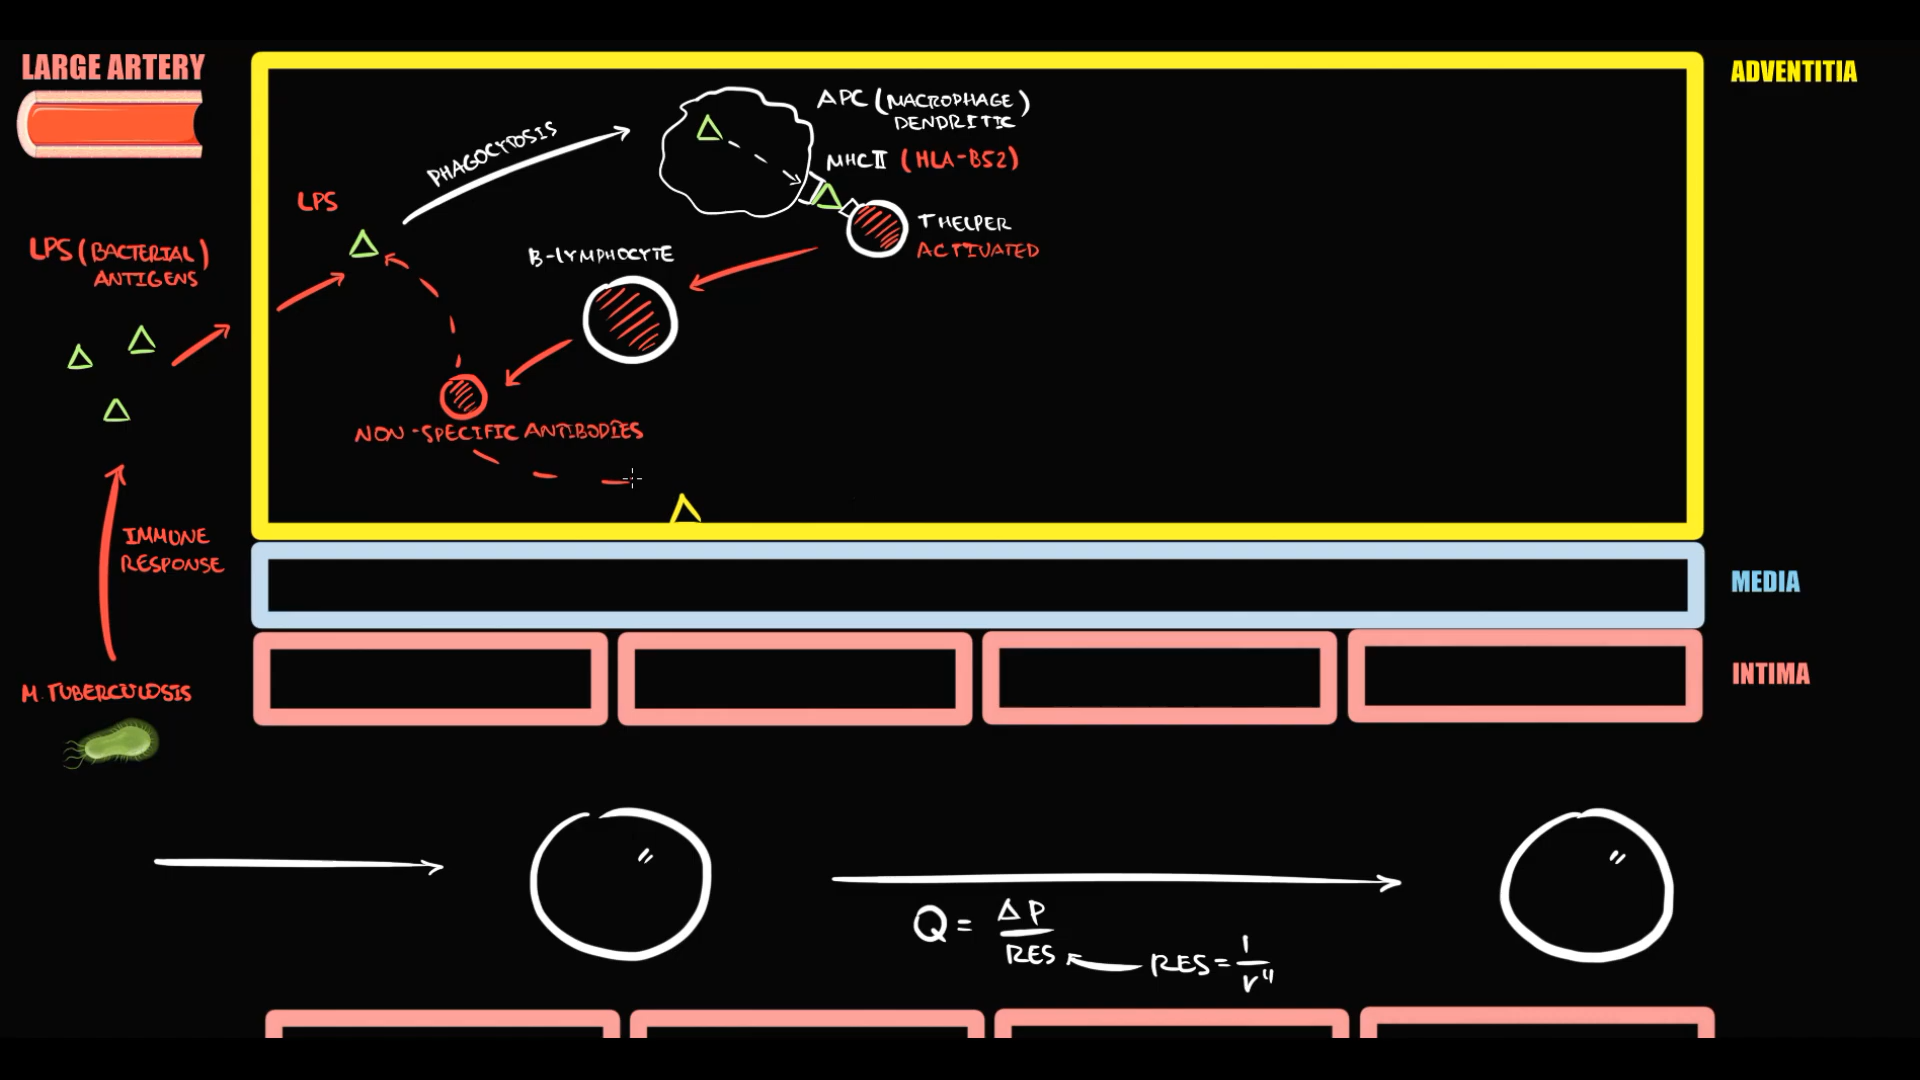 LARGE ARTERY
ADVENTITIA
APC (MACROPHAGE)
DENDRITIC
PHAGOCYTOSIS
MHC II (HLA-B52)
LPS
T HELPER
ACTIVATED
LPS (BACTERIAL)
ANTIGENS
B-LYMPHOCYTE
NON-SPECIFIC ANTIBODIES
IMMUNE
RESPONSE
MEDIA
INTIMA
M. TUBERCULOSIS
Q = ΔP / RES
RES = 1 / r⁴